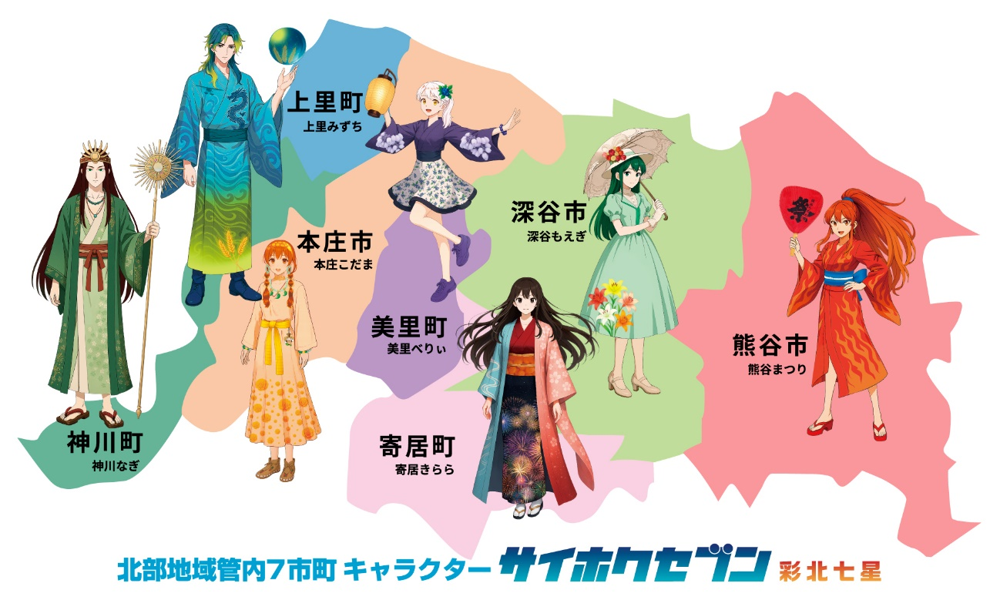 上里町
上里みずち
深谷市
深谷もえぎ
祭
本庄市
本庄こだま
美里町
美里べりぃ
熊谷市
熊谷まつり
神川町
神川なぎ
寄居町
寄居きらら
北部地域管内7市町 キャラクター サイホクセブン 彩北七星